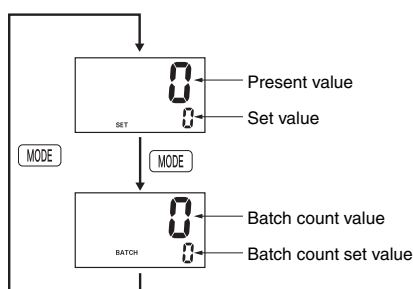 0
Present value
0
Set value
SET
MODE
MODE
0
Batch count value
BATCH
0
Batch count set value